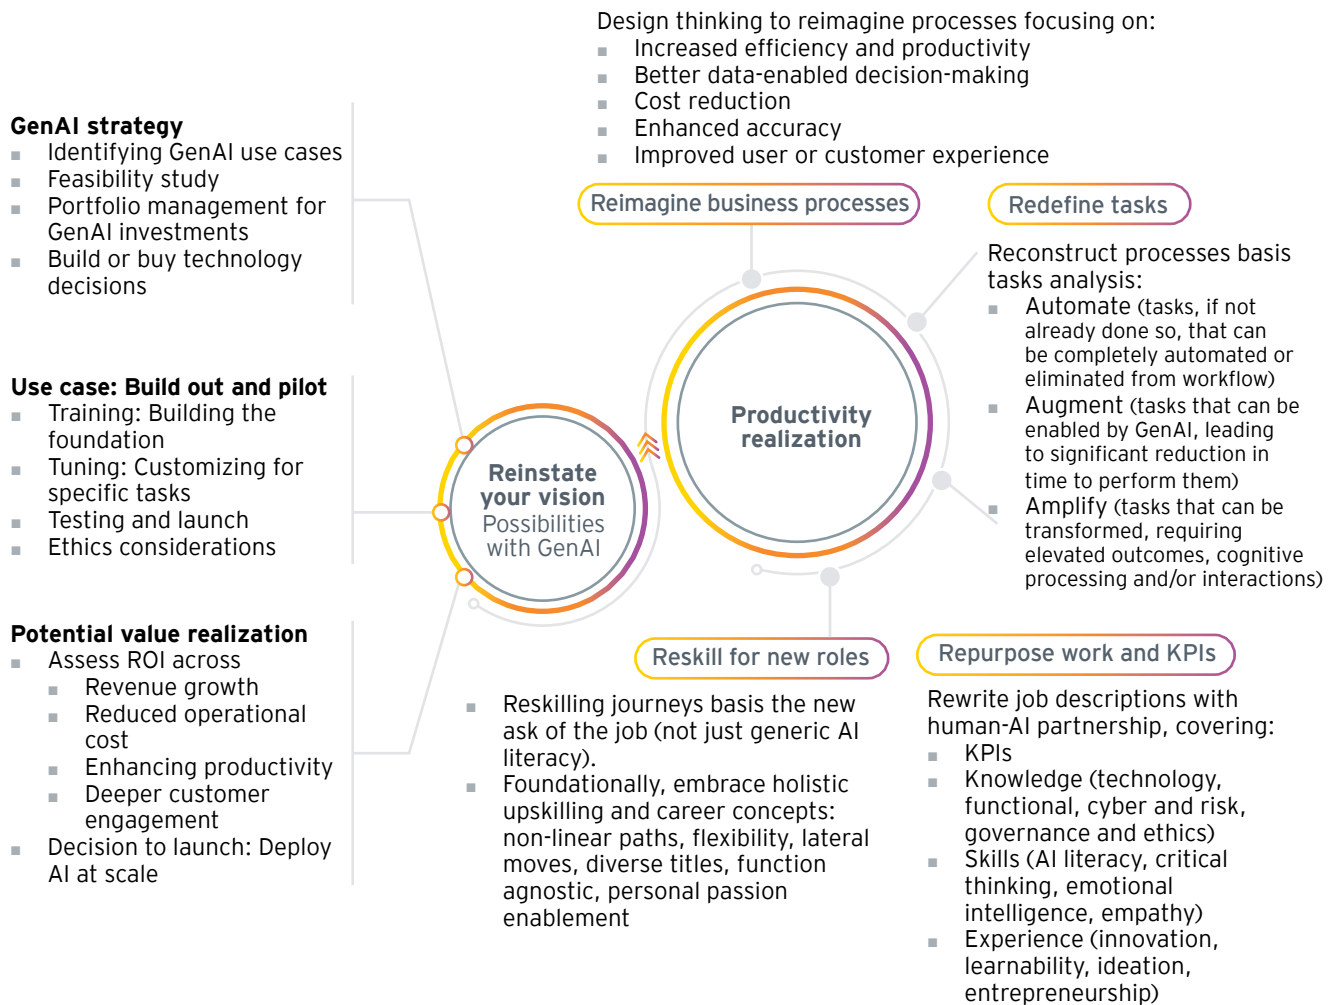 GenAI strategy
Identifying GenAI use cases
Feasibility study
Portfolio management for
GenAI investments
Build or buy technology
decisions
Use case: Build out and pilot
Training: Building the
foundation
Tuning: Customizing for
specific tasks
Testing and launch
Ethics considerations
Potential value realization
Assess ROI across
Revenue growth
Reduced operational
cost
Enhancing productivity
Deeper customer
engagement
Decision to launch: Deploy
AI at scale
Reinstate
your vision
Possibilities
with GenAI
Design thinking to reimagine processes focusing on:
Increased efficiency and productivity
Better data-enabled decision-making
Cost reduction
Enhanced accuracy
Improved user or customer experience
Reimagine business processes
Productivity
realization
Redefine tasks
Reconstruct processes basis
tasks analysis:
Automate (tasks, if not
already done so, that can
be completely automated or
eliminated from workflow)
Augment (tasks that can be
enabled by GenAI, leading
to significant reduction in
time to perform them)
Amplify (tasks that can be
transformed, requiring
elevated outcomes, cognitive
processing and/or interactions)
Reskill for new roles
Reskilling journeys basis the new
ask of the job (not just generic AI
literacy).
Foundationally, embrace holistic
upskilling and career concepts:
non-linear paths, flexibility, lateral
moves, diverse titles, function
agnostic, personal passion
enablement
Repurpose work and KPIs
Rewrite job descriptions with
human-AI partnership, covering:
KPIs
Knowledge (technology,
functional, cyber and risk,
governance and ethics)
Skills (AI literacy, critical
thinking, emotional
intelligence, empathy)
Experience (innovation,
learnability, ideation,
entrepreneurship)